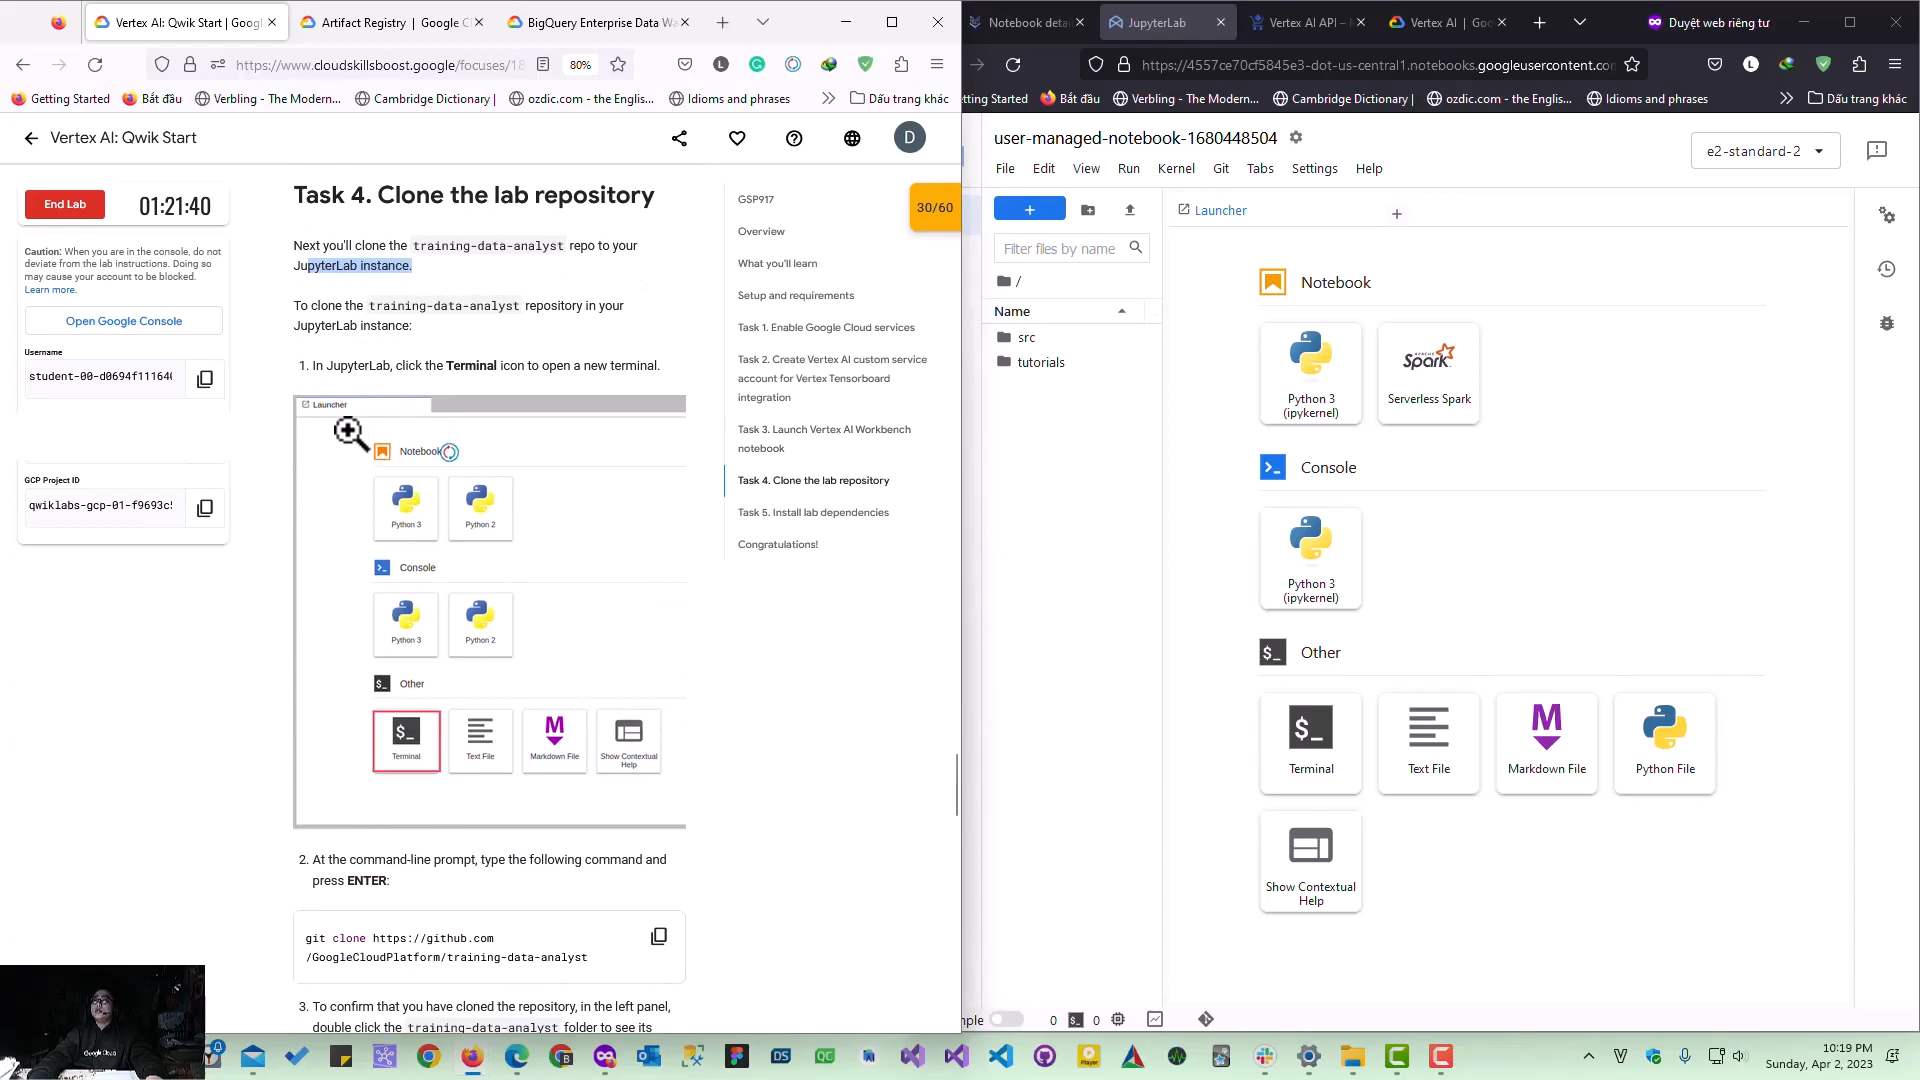 Vertex AI: Qwik Start | Googl
Artifact Registry | Google C
BigQuery Enterprise Data Wa
https://www.cloudskillsboost.google/focuses/18
80%
Getting Started
Bắt đầu
Verbling - The Modern...
Cambridge Dictionary |
ozdic.com - the Englis...
Idioms and phrases
Dấu trang khác
Vertex AI: Qwik Start
D
End Lab
01:21:40
Caution: When you are in the console, do not
deviate from the lab instructions. Doing so
may cause your account to be blocked.
Learn more.
Open Google Console
Username
student-00-d0694f111640
GCP Project ID
qwiklabs-gcp-01-f9693c5
Task 4. Clone the lab repository
Next you'll clone the training-data-analyst repo to your
JupyterLab instance.
To clone the training-data-analyst repository in your
JupyterLab instance:
1. In JupyterLab, click the Terminal icon to open a new terminal.
Launcher
Notebook
Python 3
Python 2
Console
Python 3
Python 2
Other
Terminal
Text File
Markdown File
Show Contextual
Help
2. At the command-line prompt, type the following command and
press ENTER:
git clone https://github.com
/GoogleCloudPlatform/training-data-analyst
3. To confirm that you have cloned the repository, in the left panel,
double click the training-data-analyst folder to see its
GSP917
Overview
What you'll learn
Setup and requirements
Task 1. Enable Google Cloud services
Task 2. Create Vertex AI custom service
account for Vertex Tensorboard
integration
Task 3. Launch Vertex AI Workbench
notebook
Task 4. Clone the lab repository
Task 5. Install lab dependencies
Congratulations!
30/60
Notebook deta
JupyterLab
Vertex AI API – M
Vertex AI | Goo
Duyệt web riêng tư
https://4557ce70cf5845e3-dot-us-central1.notebooks.googleusercontent.co
etting Started
Bắt đầu
Verbling - The Modern...
Cambridge Dictionary |
ozdic.com - the Englis...
Idioms and phrases
Dấu trang khác
user-managed-notebook-1680448504
e2-standard-2
File
Edit
View
Run
Kernel
Git
Tabs
Settings
Help
Filter files by name
/
Name
src
tutorials
Launcher
Notebook
Python 3
(ipykernel)
Serverless Spark
Console
Python 3
(ipykernel)
Other
Terminal
Text File
Markdown File
Python File
Show Contextual
Help
mple
0
0
10:19 PM
Sunday, Apr 2, 2023
Google Cloud